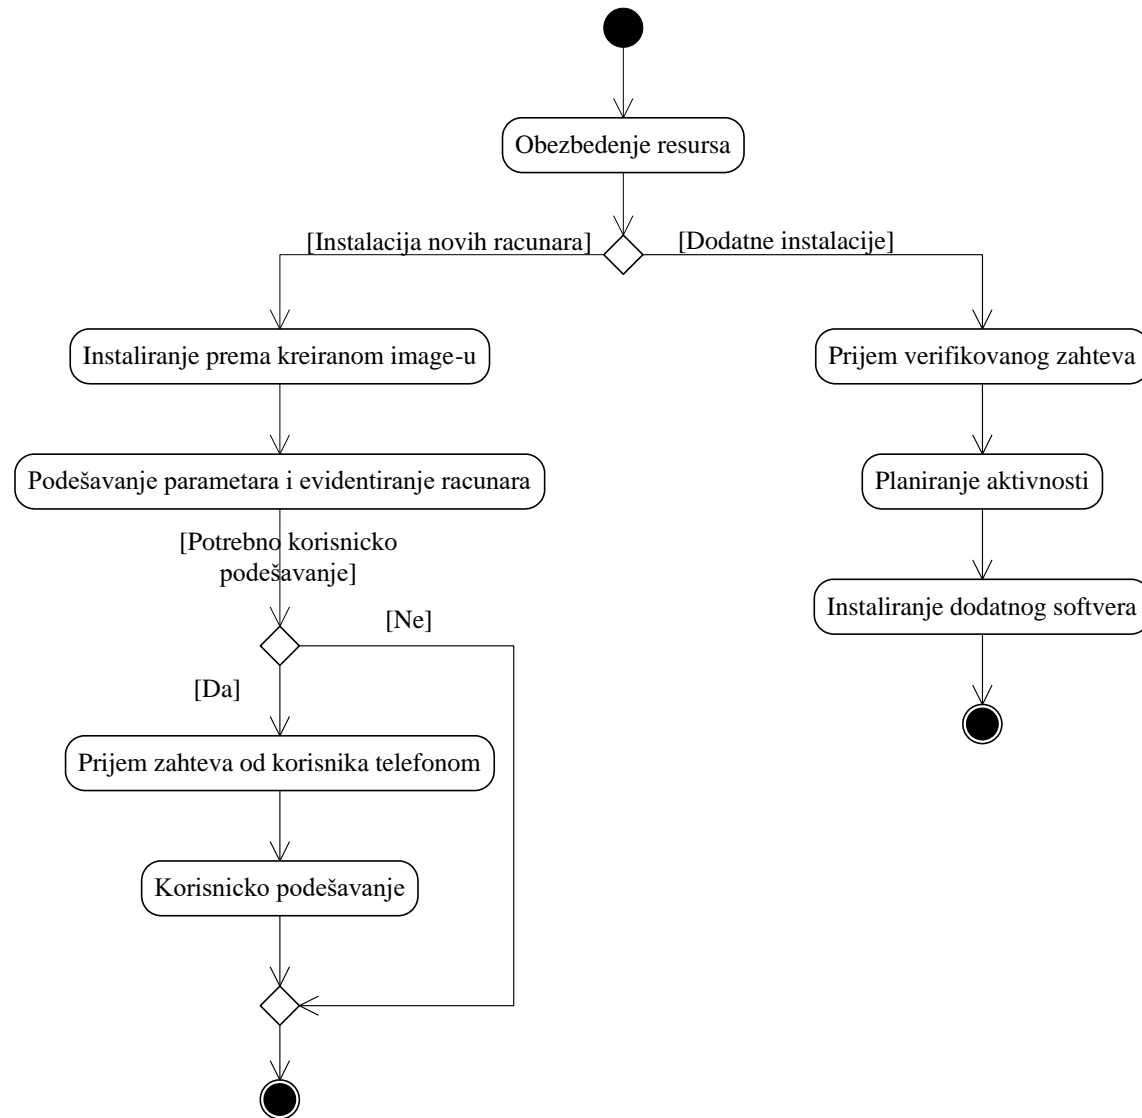 Obezbedenje resursa
[Instalacija novih racunara]
[Dodatne instalacije]
Instaliranje prema kreiranom image-u
Prijem verifikovanog zahteva
Podešavanje parametara i evidentiranje racunara
Planiranje aktivnosti
[Potrebno korisnicko
podešavanje]
Instaliranje dodatnog softvera
[Ne]
[Da]
Prijem zahteva od korisnika telefonom
Korisnicko podešavanje